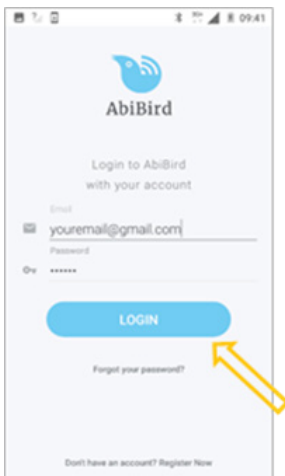 09:41
AbiBird
Login to AbiBird
with your account
Email
youremail@gmail.com
Password
LOGIN
Forgot your password?
Don't have an account? Register Now